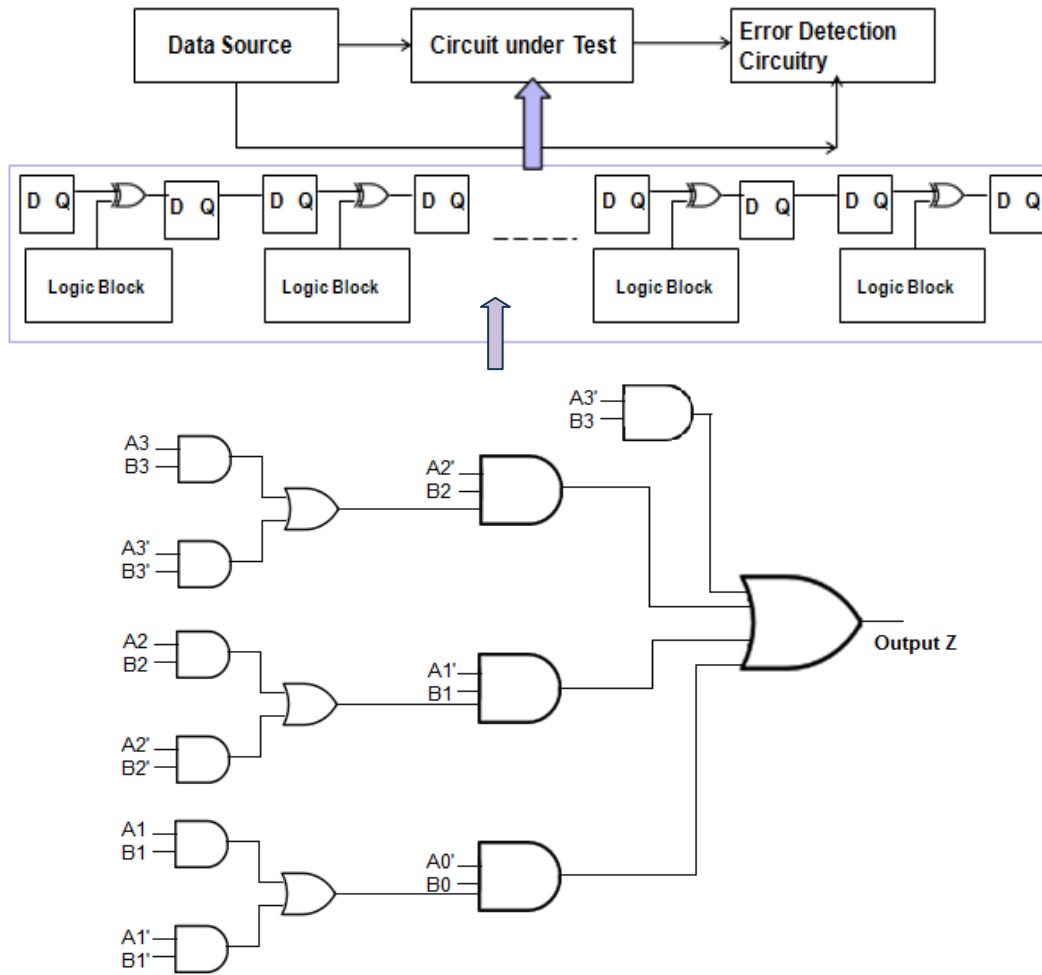 Data Source
Circuit under Test
Error Detection
Circuitry
D Q
D Q
D Q
D Q
D Q
D Q
D Q
D Q
Logic Block
Logic Block
Logic Block
Logic Block
A3'
B3
A3
B3
A2'
B2
A3'
B3'
Output Z
A2
B2
A1'
B1
A2'
B2'
A1
B1
A0'
B0
A1'
B1'